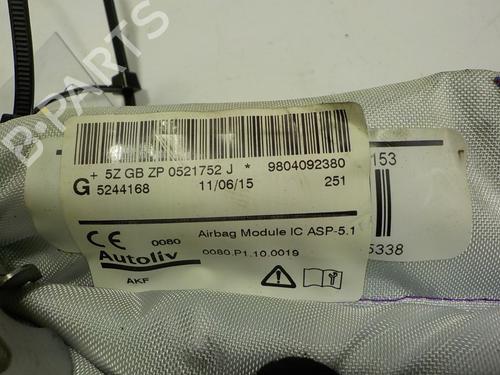 B-PARTS
+ 5Z GB ZP 0521752 J * 9804092380
G 5244168 11/06/15 251
153
5338
CE 0080 Airbag Module IC ASP-5.1
Autoliv 0080.P1.10.0019
AKF
i